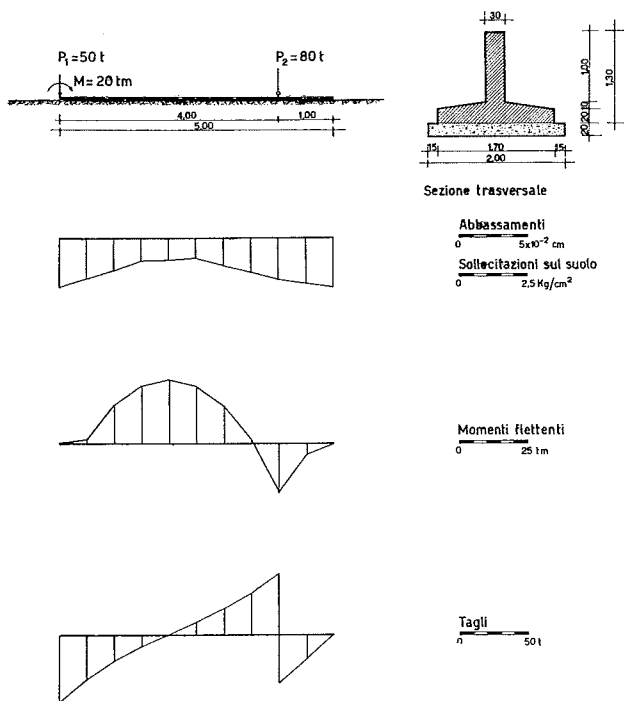 P₁=50 t
P₂=80 t
M=20 tm
4,00
1,00
5,00
30
1,00
1,30
20 20 10
15
1,70
15
2,00
Sezione trasversale
Abbassamenti
0
5x10⁻² cm
Sollecitazioni sul suolo
0
2,5 Kg/cm²
Momenti flettenti
0
25 tm
Tagli
0
50 t